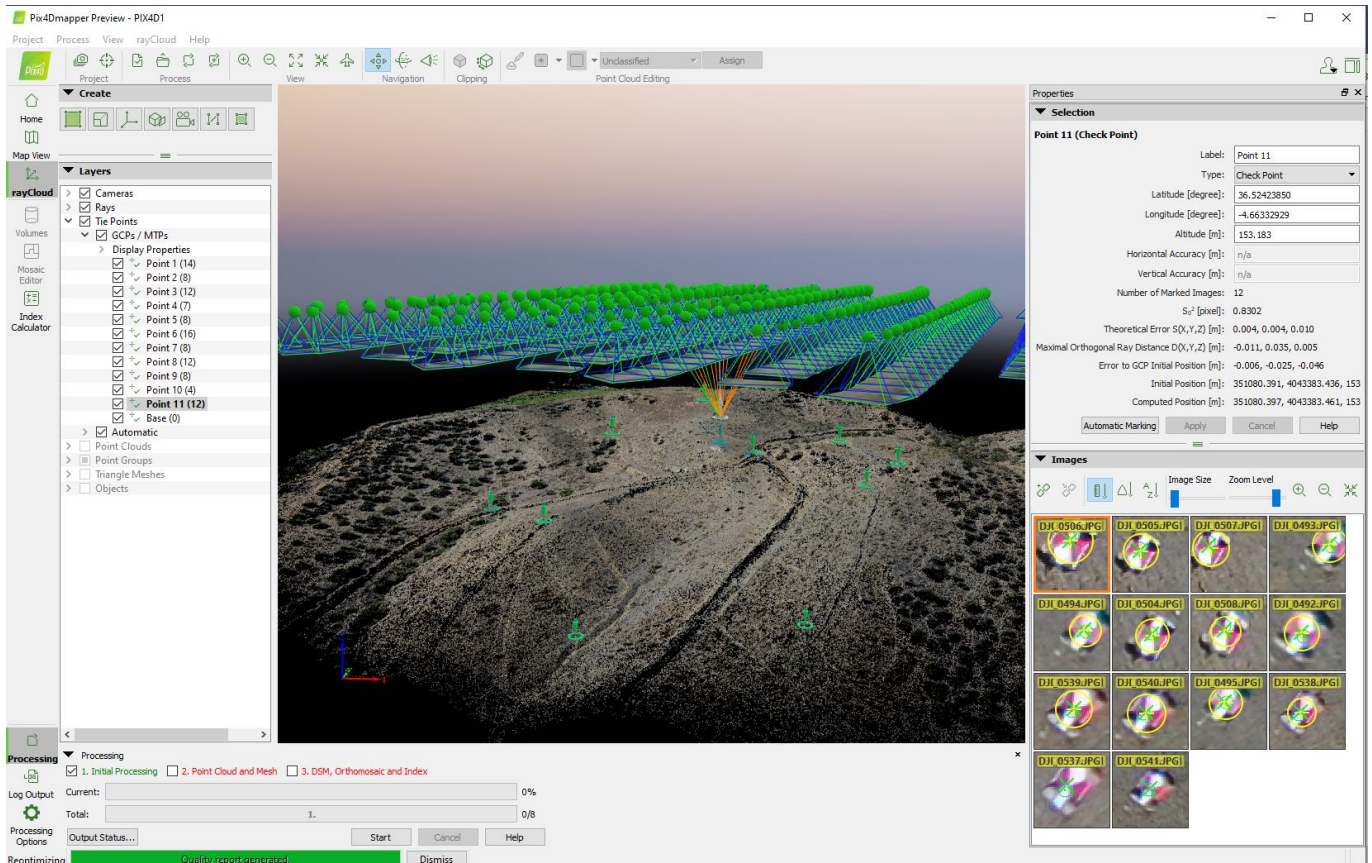 Pix4Dmapper Preview - PIX4D1
Project Process View rayCloud Help
Unclassified Assign
Project Process View Navigation Clipping Point Cloud Editing
Home
Map View
rayCloud
Volumes
Mosaic
Editor
Index
Calculator
Create
Layers
Cameras
Rays
Tie Points
GCPs / MTPs
Display Properties
Point 1 (14)
Point 2 (8)
Point 3 (12)
Point 4 (7)
Point 5 (8)
Point 6 (16)
Point 7 (8)
Point 8 (12)
Point 9 (8)
Point 10 (4)
Point 11 (12)
Base (0)
Automatic
Point Clouds
Point Groups
Triangle Meshes
Objects
Properties
Selection
Point 11 (Check Point)
Label: Point 11
Type: Check Point
Latitude [degree]: 36.52423850
Longitude [degree]: -4.66332929
Altitude [m]: 153.183
Horizontal Accuracy [m]: n/a
Vertical Accuracy [m]: n/a
Number of Marked Images: 12
S₀² [pixel]: 0.8302
Theoretical Error S(X,Y,Z) [m]: 0.004, 0.004, 0.010
Maximal Orthogonal Ray Distance D(X,Y,Z) [m]: -0.011, 0.035, 0.005
Error to GCP Initial Position [m]: -0.006, -0.025, -0.046
Initial Position [m]: 351080.391, 4043383.436, 153
Computed Position [m]: 351080.397, 4043383.461, 153
Automatic Marking Apply Cancel Help
Images
Image Size Zoom Level
DJI_0506.JPG DJI_0505.JPG DJI_0507.JPG DJI_0493.JPG
DJI_0494.JPG DJI_0504.JPG DJI_0508.JPG DJI_0492.JPG
DJI_0539.JPG DJI_0540.JPG DJI_0495.JPG DJI_0538.JPG
DJI_0537.JPG DJI_0541.JPG
Processing
Log Output
Processing
Options
Processing
1. Initial Processing 2. Point Cloud and Mesh 3. DSM, Orthomosaic and Index
Current: 0%
Total: 1. 0/8
Output Status... Start Cancel Help
Reoptimizing Quality report generated. Dismiss